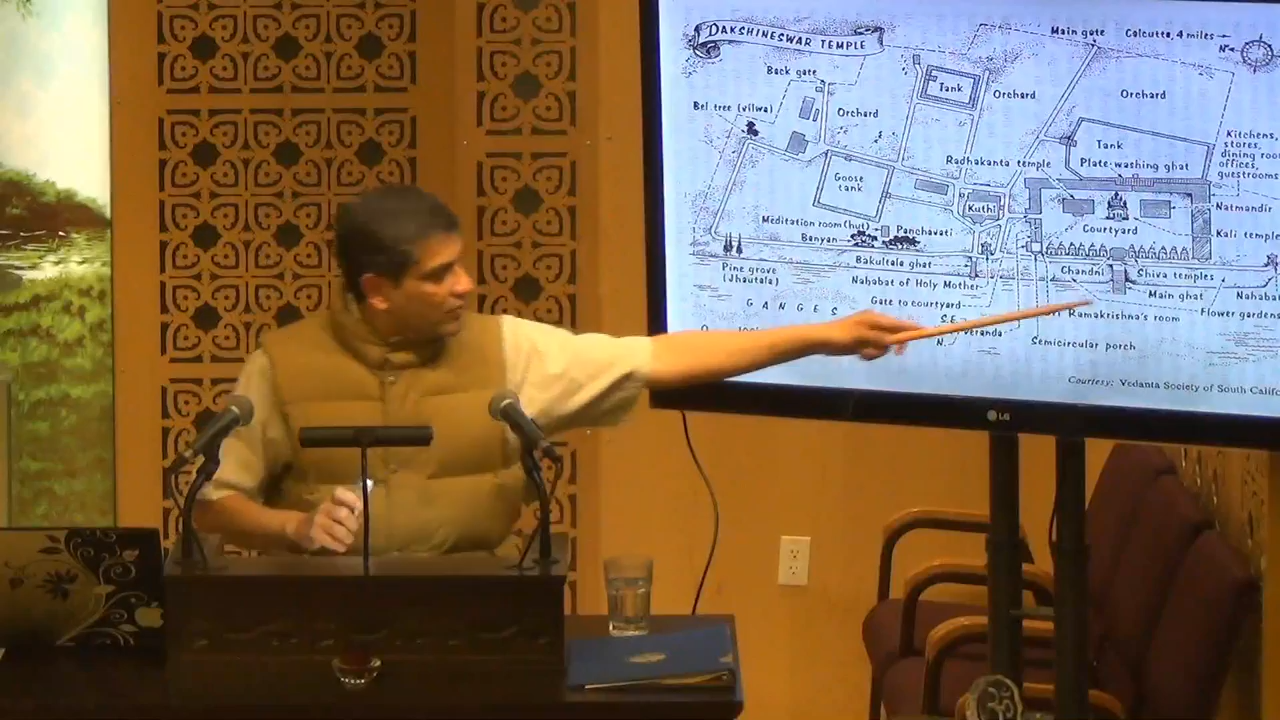 DAKSHINESWAR TEMPLE
Main gate
Calcutta, 4 miles
N
Back gate
Tank
Orchard
Orchard
Bel tree (vilwa)
Orchard
Kitchens
stores,
dining
offices,
guestrooms
Tank
Plate-washing ghat
Radhakanta temple
Goose
tank
Kuthi
Natmandir
Meditation room (hut)
Panchavati
Banyan
Courtyard
Kali temple
Bakultala ghat
Chandni
Shiva temples
Pine grove
(Jhautala)
Nahabat of Holy Mother
Main ghat
Nahabat
GANGES
Gate to courtyard
Flower gardens
S.E.
Ramakrishna's room
Veranda
N.
Semicircular porch
Courtesy: Vedanta Society of South
LG